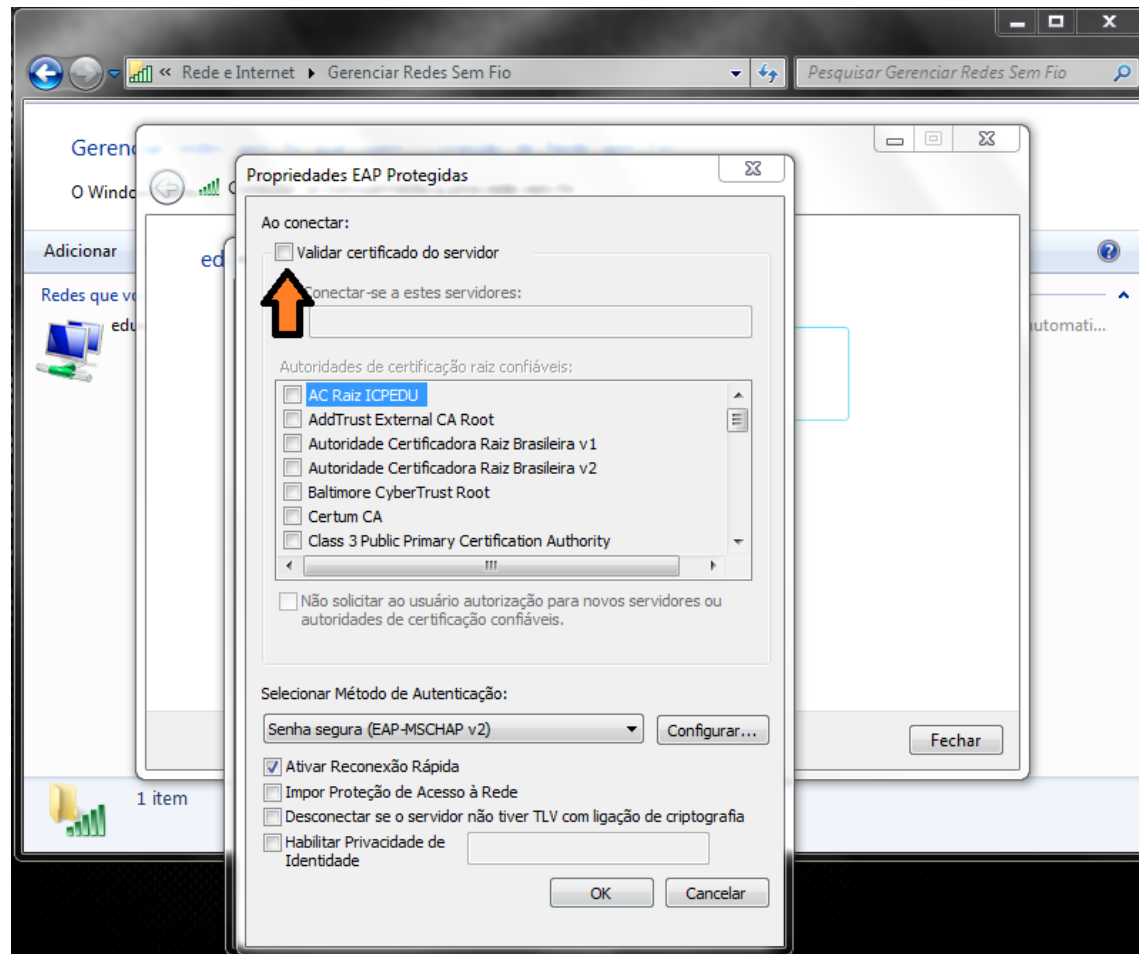 « Rede e Internet ▸ Gerenciar Redes Sem Fio
Pesquisar Gerenciar Redes Sem Fio
Geren
O Windo
Adicionar
Redes que vo
edu
utomati...
ed
Propriedades EAP Protegidas
Ao conectar:
Validar certificado do servidor
Conectar-se a estes servidores:
Autoridades de certificação raiz confiáveis:
AC Raiz ICPEDU
AddTrust External CA Root
Autoridade Certificadora Raiz Brasileira v1
Autoridade Certificadora Raiz Brasileira v2
Baltimore CyberTrust Root
Certum CA
Class 3 Public Primary Certification Authority
Não solicitar ao usuário autorização para novos servidores ou
autoridades de certificação confiáveis.
Selecionar Método de Autenticação:
Senha segura (EAP-MSCHAP v2)
Configurar...
Ativar Reconexão Rápida
Impor Proteção de Acesso à Rede
Desconectar se o servidor não tiver TLV com ligação de criptografia
Habilitar Privacidade de
Identidade
OK
Cancelar
Fechar
1 item